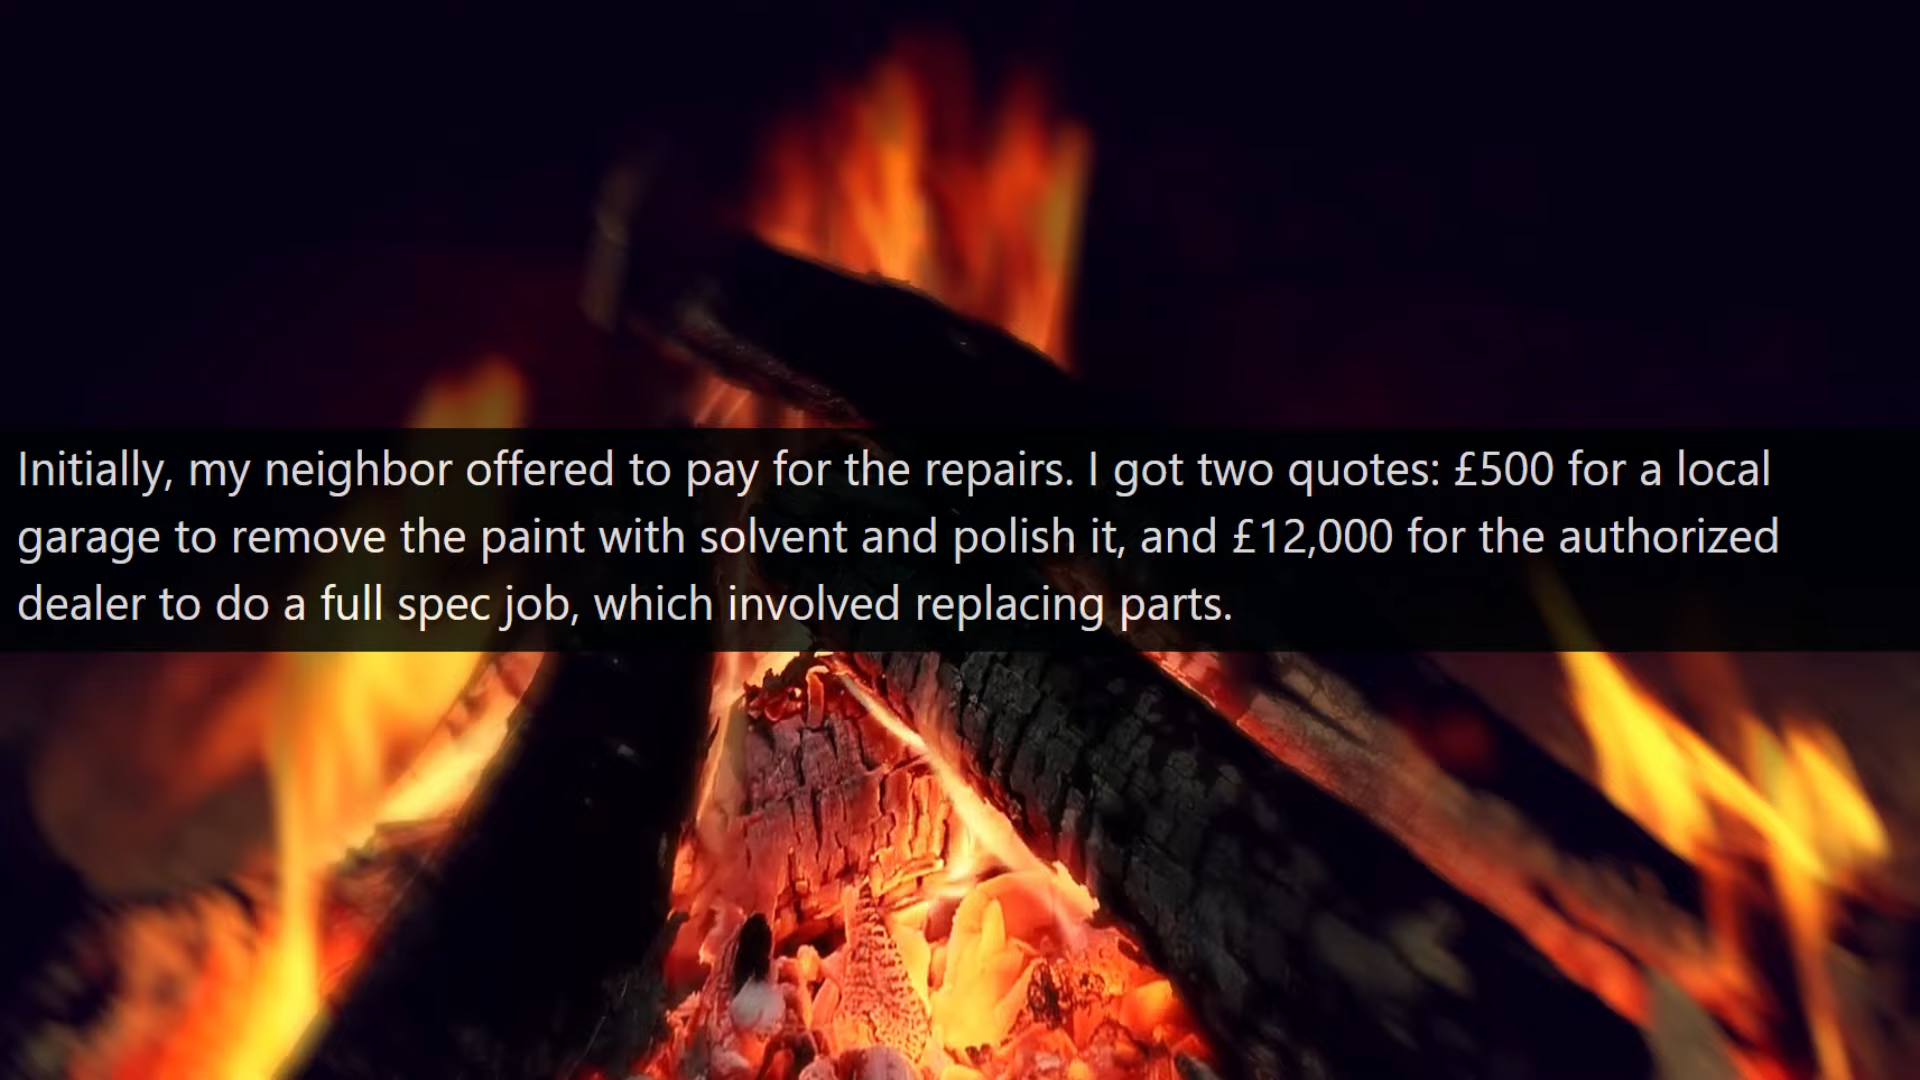 Initially, my neighbor offered to pay for the repairs. I got two quotes: £500 for a local
garage to remove the paint with solvent and polish it, and £12,000 for the authorized
dealer to do a full spec job, which involved replacing parts.